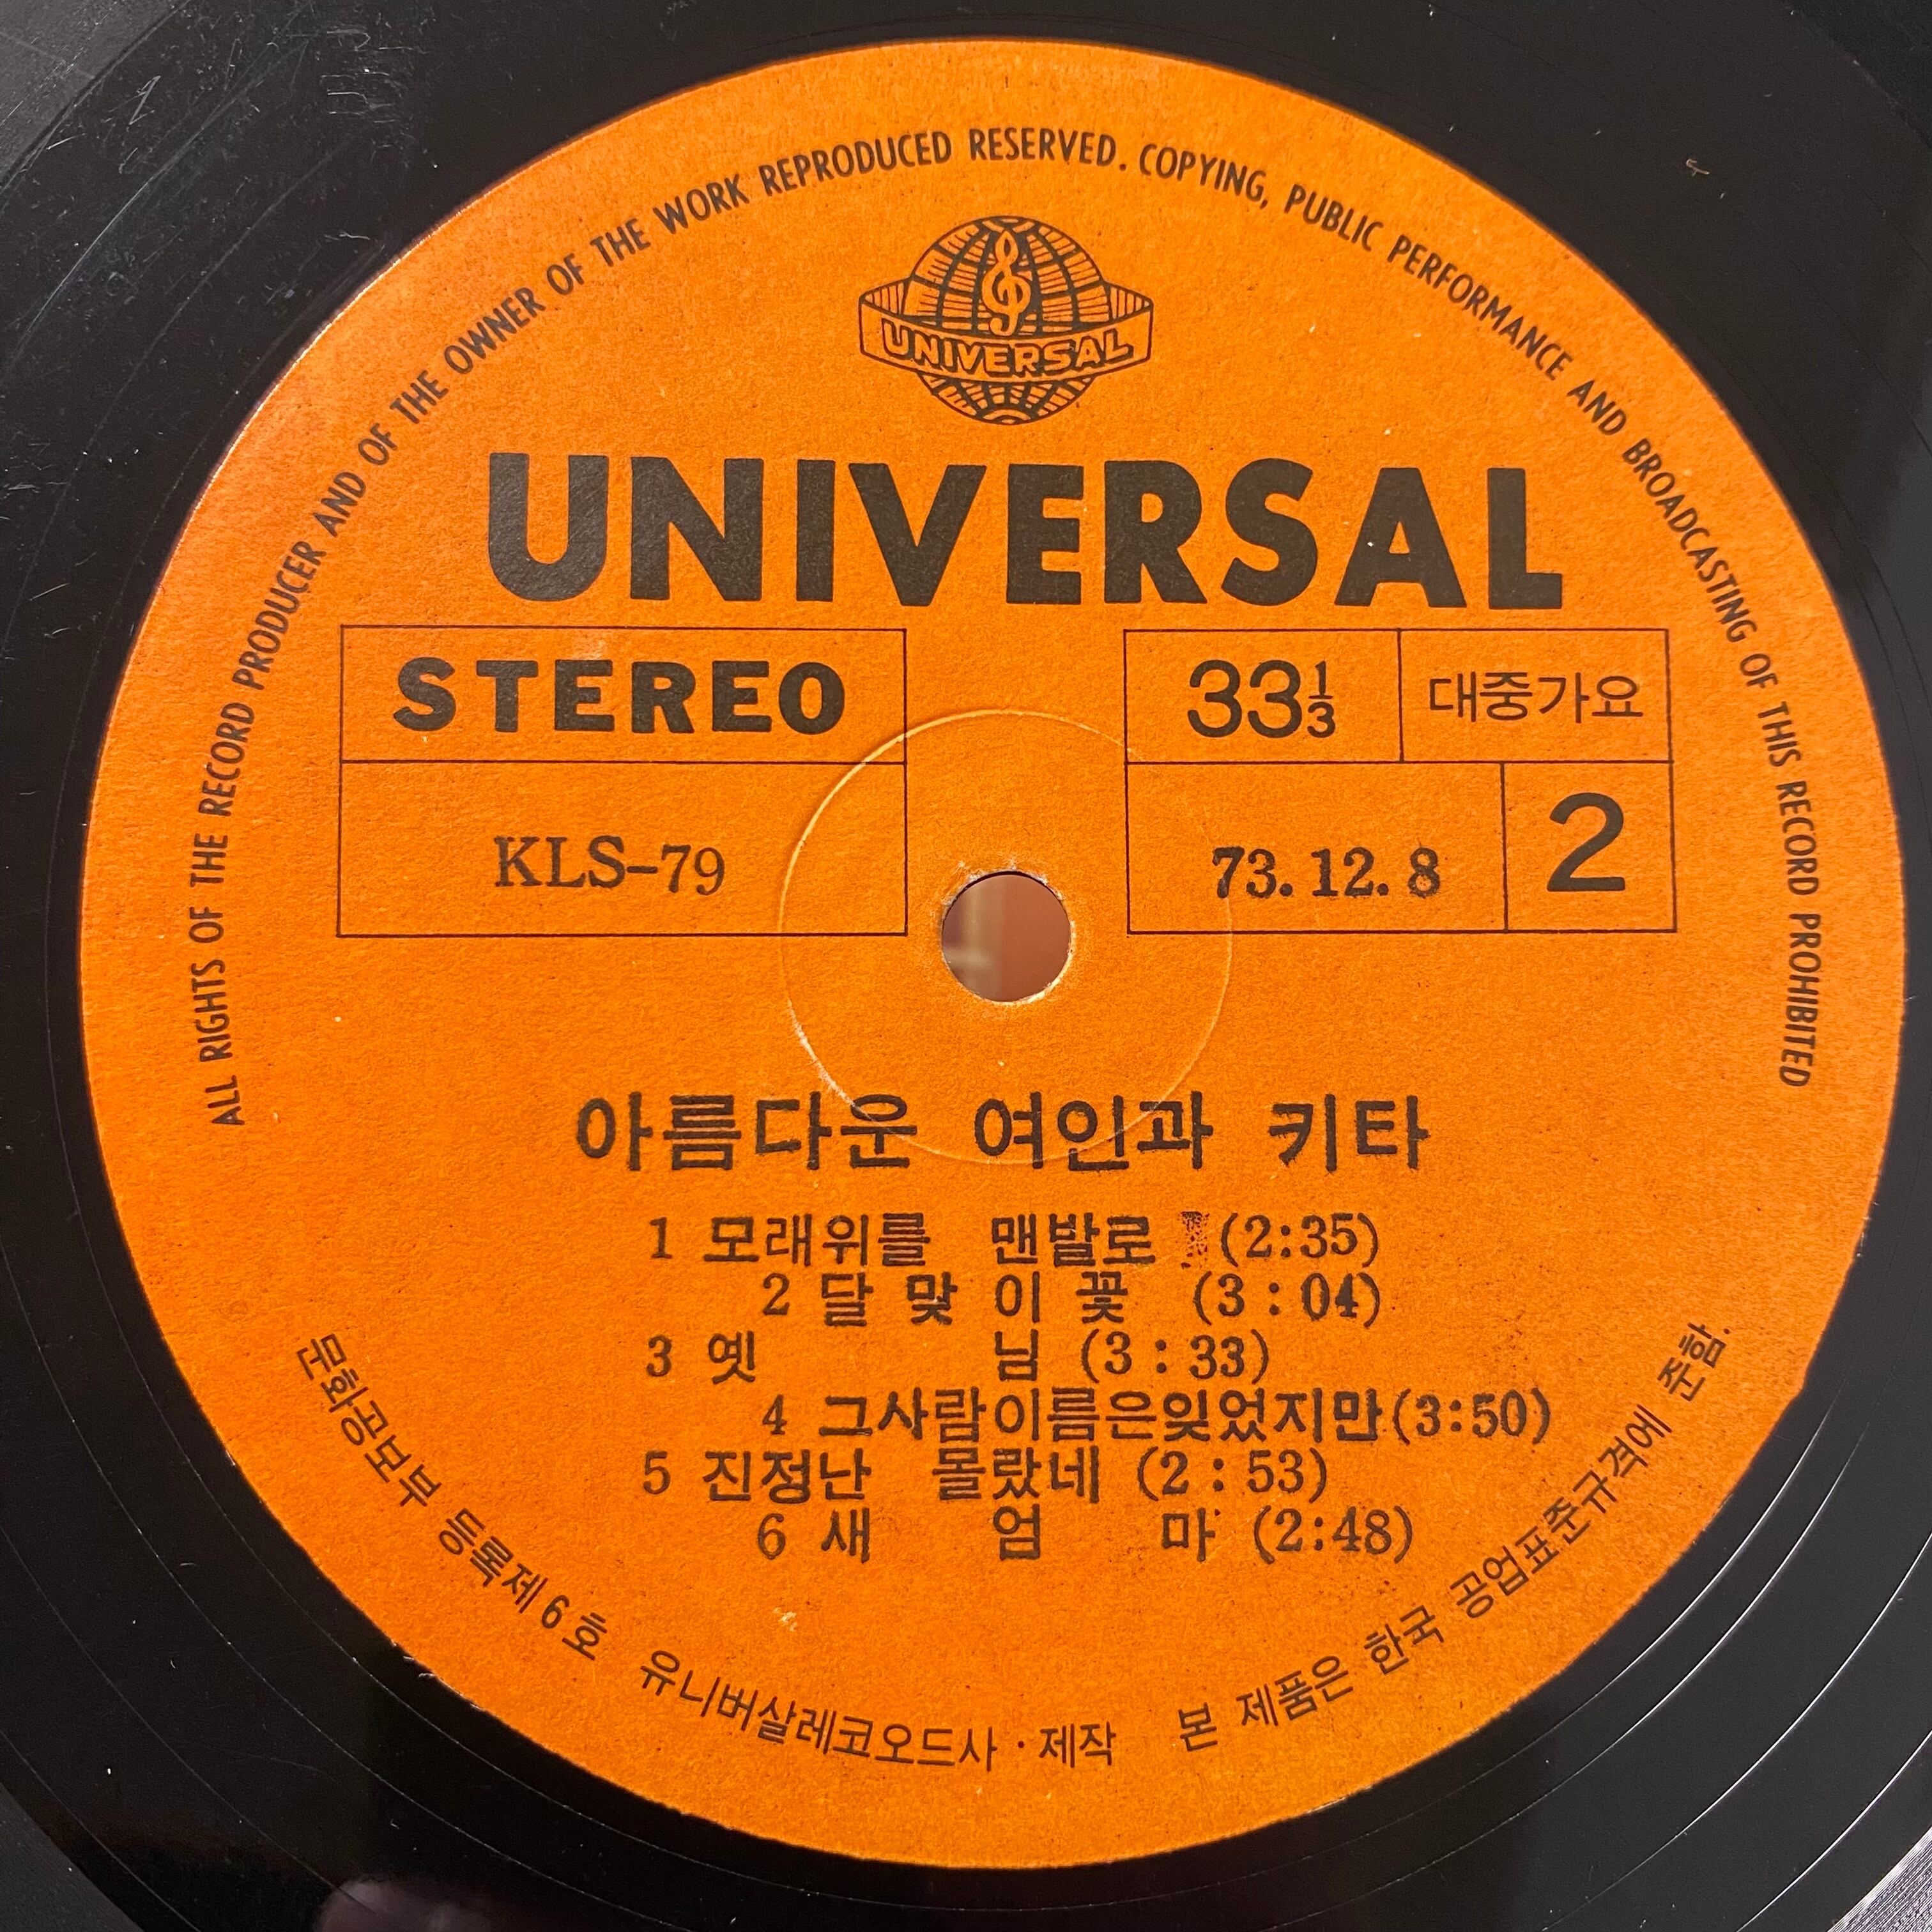 ALL RIGHTS OF THE RECORD PRODUCER AND OF THE OWNER OF THE WORK REPRODUCED RESERVED. COPYING, PUBLIC PERFORMANCE AND BROADCASTING OF THIS RECORD PROHIBITED
UNIVERSAL
UNIVERSAL
STEREO
33⅓ 대중가요
KLS-79
73.12.8 2
아름다운 여인과 키타
1 모래위를 맨발로 (2:35)
2 달 맞 이 꽃 (3:04)
3 옛 님 (3:33)
4 그사람이름은잊었지만(3:50)
5 진정난 몰랐네 (2:53)
6 새 엄 마 (2:48)
문화공보부 등록제6호 유니버살레코오드사·제작 본 제품은 한국 공업표준규격에 준함.